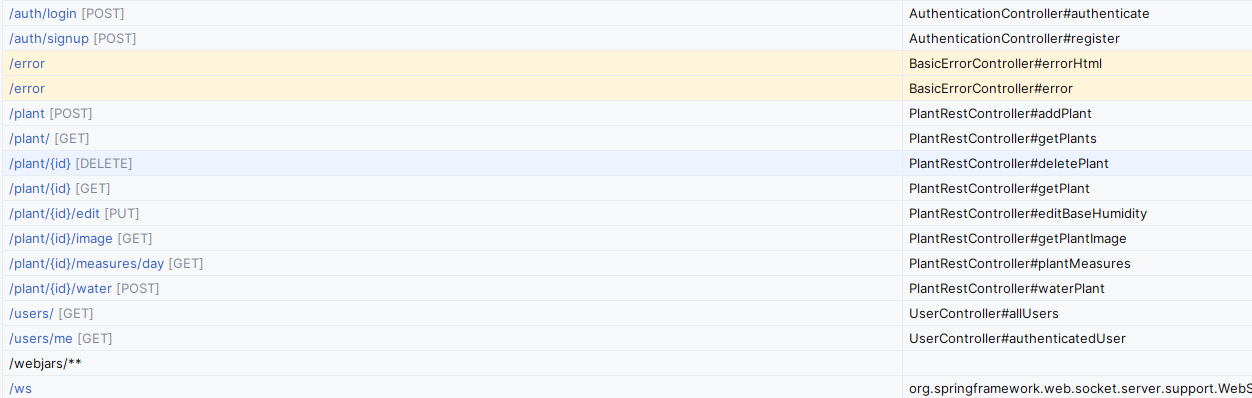 /auth/login [POST] AuthenticationController#authenticate
/auth/signup [POST] AuthenticationController#register
/error BasicErrorController#errorHtml
/error BasicErrorController#error
/plant [POST] PlantRestController#addPlant
/plant/ [GET] PlantRestController#getPlants
/plant/{id} [DELETE] PlantRestController#deletePlant
/plant/{id} [GET] PlantRestController#getPlant
/plant/{id}/edit [PUT] PlantRestController#editBaseHumidity
/plant/{id}/image [GET] PlantRestController#getPlantImage
/plant/{id}/measures/day [GET] PlantRestController#plantMeasures
/plant/{id}/water [POST] PlantRestController#waterPlant
/users/ [GET] UserController#allUsers
/users/me [GET] UserController#authenticatedUser
/webjars/**
/ws org.springframework.web.socket.server.support.WebS